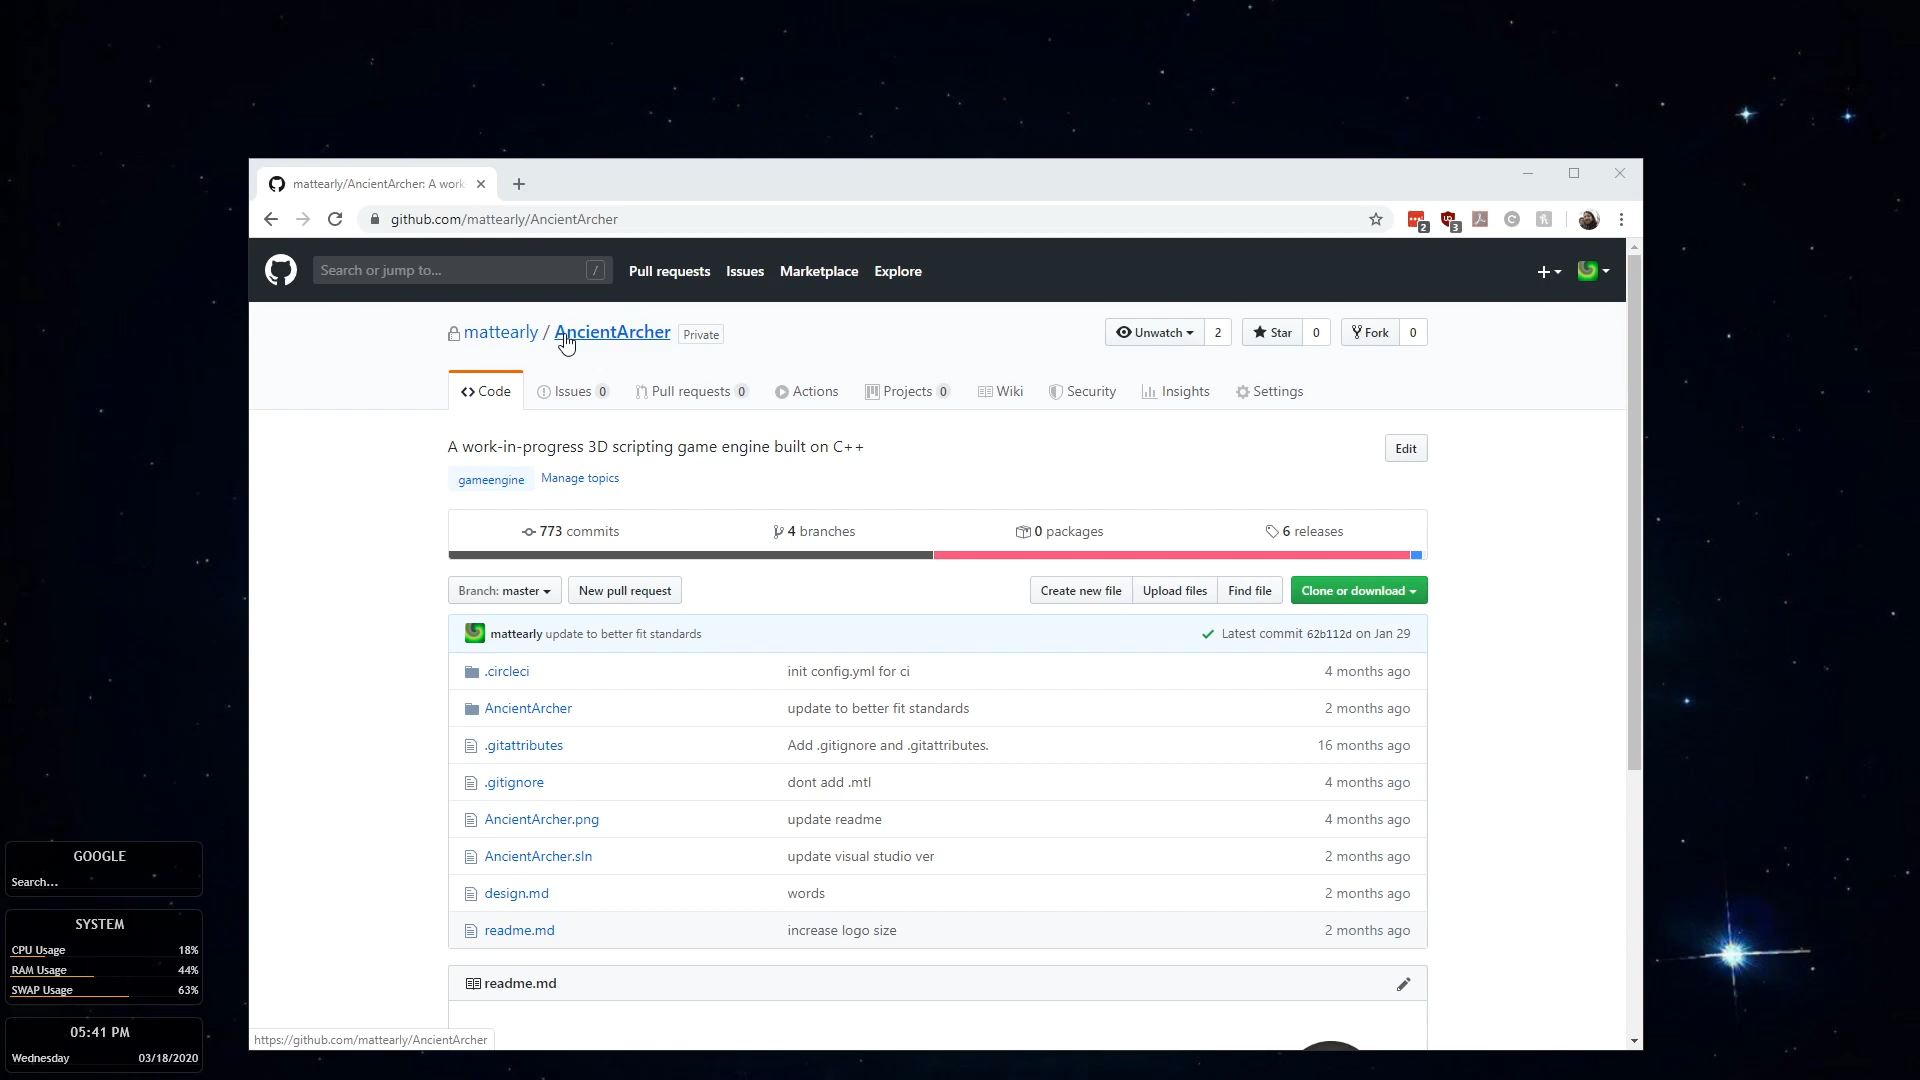 mattearly/AncientArcher: A work
github.com/mattearly/AncientArcher
2
3
Search or jump to...
/
Pull requests
Issues
Marketplace
Explore
mattearly / AncientArcher
Private
Unwatch
2
Star
0
Fork
0
Code
Issues 0
Pull requests 0
Actions
Projects 0
Wiki
Security
Insights
Settings
A work-in-progress 3D scripting game engine built on C++
Edit
gameengine
Manage topics
773 commits
4 branches
0 packages
6 releases
Branch: master
New pull request
Create new file
Upload files
Find file
Clone or download
mattearly update to better fit standards
Latest commit 62b112d on Jan 29
.circleci
init config.yml for ci
4 months ago
AncientArcher
update to better fit standards
2 months ago
.gitattributes
Add .gitignore and .gitattributes.
16 months ago
.gitignore
dont add .mtl
4 months ago
AncientArcher.png
update readme
4 months ago
AncientArcher.sln
update visual studio ver
2 months ago
design.md
words
2 months ago
readme.md
increase logo size
2 months ago
readme.md
https://github.com/mattearly/AncientArcher
GOOGLE
Search...
SYSTEM
CPU Usage 18%
RAM Usage 44%
SWAP Usage 63%
05:41 PM
Wednesday 03/18/2020